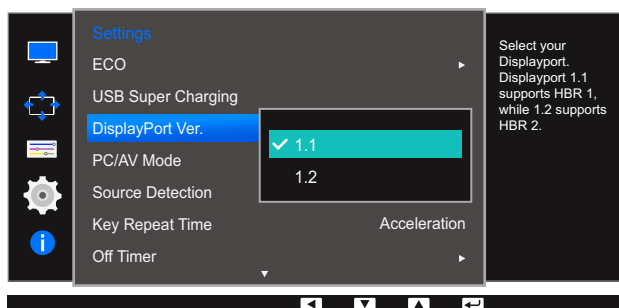 Settings
ECO
USB Super Charging
DisplayPort Ver.
1.1
1.2
PC/AV Mode
Source Detection
Key Repeat Time Acceleration
Off Timer
Select your
Displayport.
Displayport 1.1
supports HBR 1,
while 1.2 supports
HBR 2.